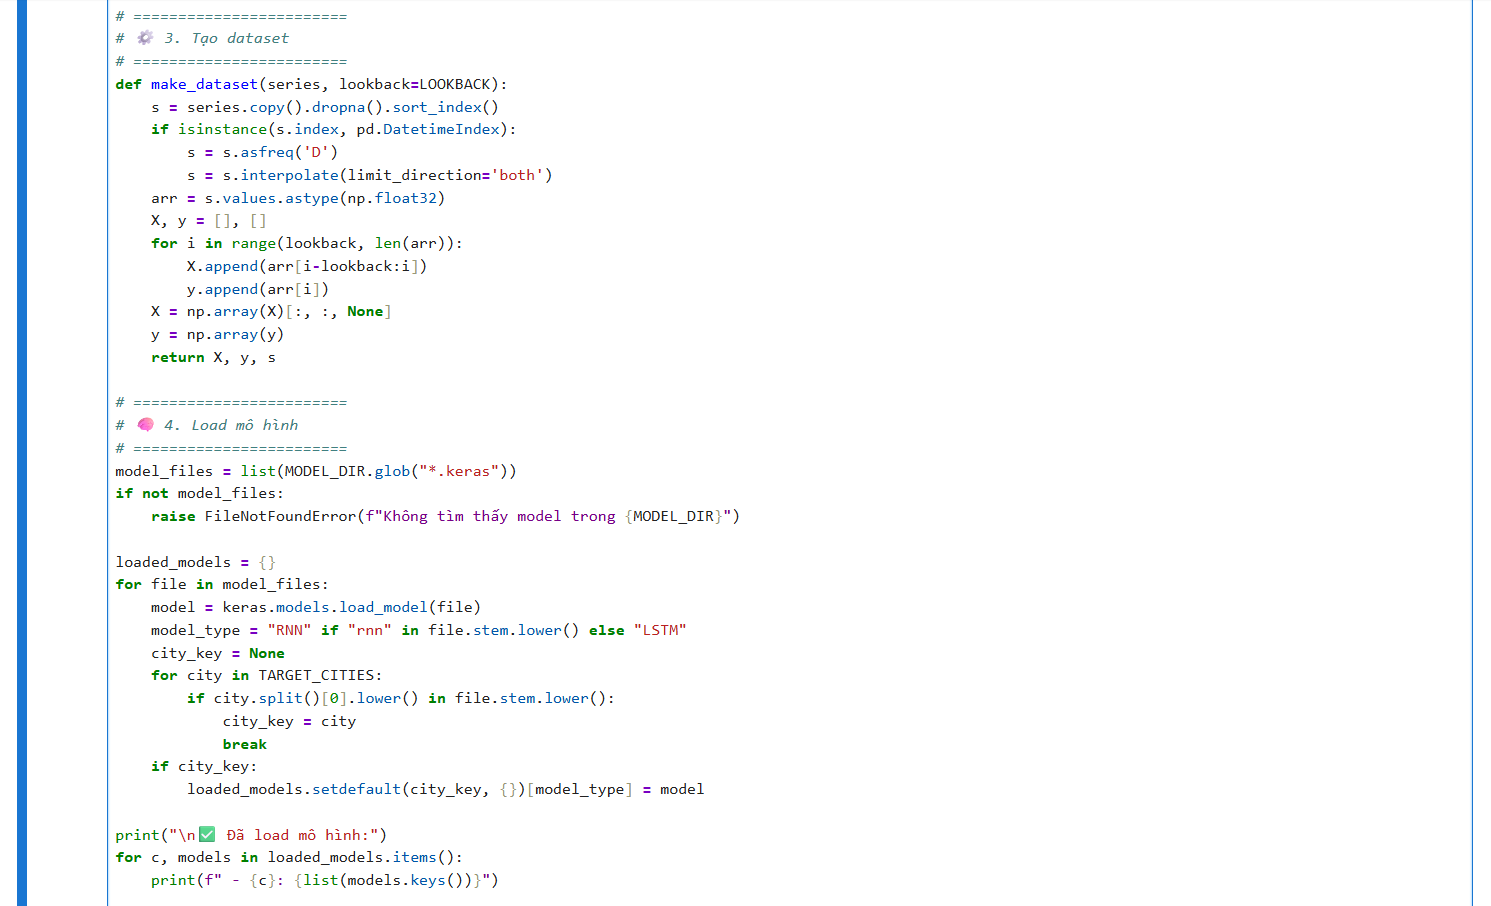 # ========================
# ⚙️ 3. Tạo dataset
# ========================
def make_dataset(series, lookback=LOOKBACK):
    s = series.copy().dropna().sort_index()
    if isinstance(s.index, pd.DatetimeIndex):
        s = s.asfreq('D')
        s = s.interpolate(limit_direction='both')
    arr = s.values.astype(np.float32)
    X, y = [], []
    for i in range(lookback, len(arr)):
        X.append(arr[i-lookback:i])
        y.append(arr[i])
    X = np.array(X)[:, :, None]
    y = np.array(y)
    return X, y, s

# ========================
# 🧠 4. Load mô hình
# ========================
model_files = list(MODEL_DIR.glob("*.keras"))
if not model_files:
    raise FileNotFoundError(f"Không tìm thấy model trong {MODEL_DIR}")

loaded_models = {}
for file in model_files:
    model = keras.models.load_model(file)
    model_type = "RNN" if "rnn" in file.stem.lower() else "LSTM"
    city_key = None
    for city in TARGET_CITIES:
        if city.split()[0].lower() in file.stem.lower():
            city_key = city
            break
    if city_key:
        loaded_models.setdefault(city_key, {})[model_type] = model

print("\n✅ Đã load mô hình:")
for c, models in loaded_models.items():
    print(f" - {c}: {list(models.keys())}")